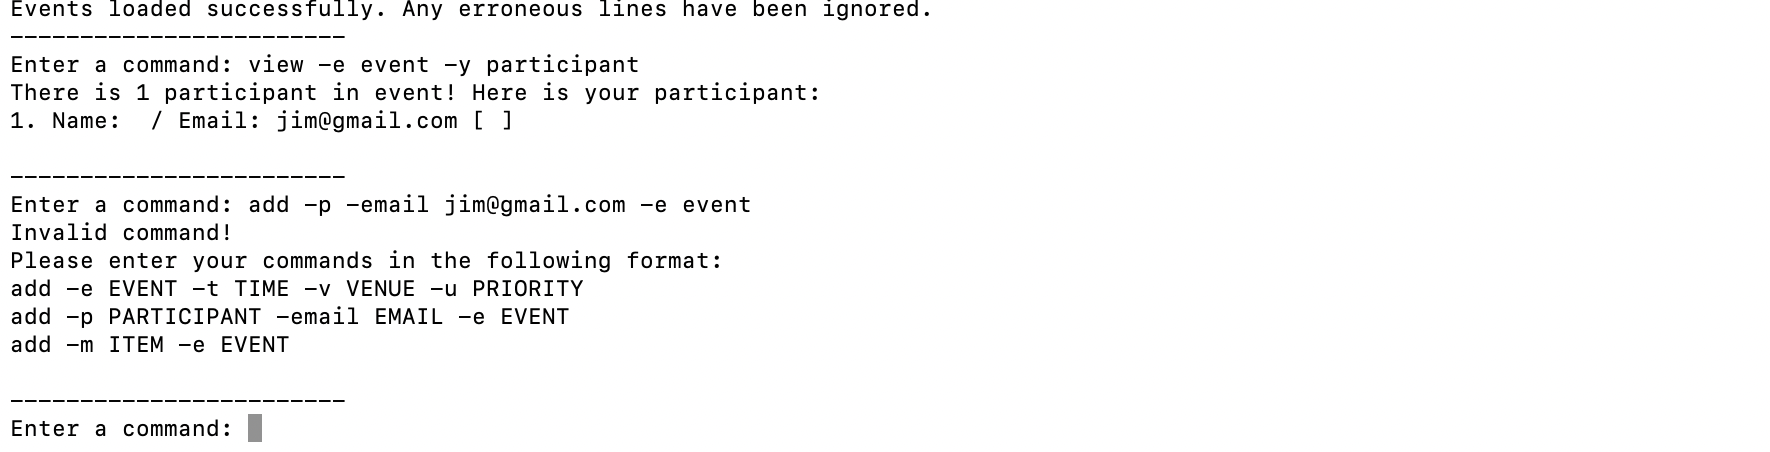 Events loaded successfully. Any erroneous lines have been ignored.
------------------------
Enter a command: view -e event -y participant
There is 1 participant in event! Here is your participant:
1. Name:  / Email: jim@gmail.com [ ]
------------------------
Enter a command: add -p -email jim@gmail.com -e event
Invalid command!
Please enter your commands in the following format:
add -e EVENT -t TIME -v VENUE -u PRIORITY
add -p PARTICIPANT -email EMAIL -e EVENT
add -m ITEM -e EVENT
------------------------
Enter a command: